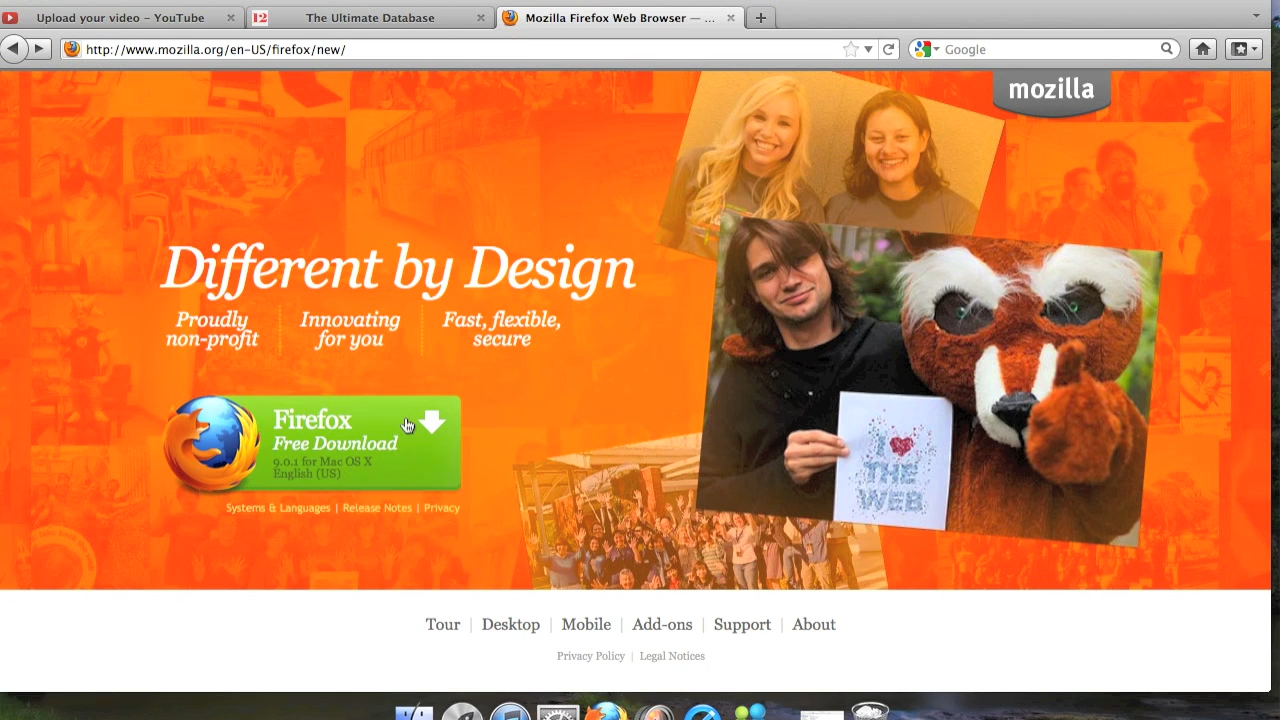 Upload your video – YouTube
12
The Ultimate Database
Mozilla Firefox Web Browser — ...
http://www.mozilla.org/en-US/firefox/new/
Google
mozilla
Different by Design
Proudly
non-profit
Innovating
for you
Fast, flexible,
secure
Firefox
Free Download
9.0.1 for Mac OS X
English (US)
Systems & Languages | Release Notes | Privacy
I
THE
WEB
Tour | Desktop | Mobile | Add-ons | Support | About
Privacy Policy | Legal Notices